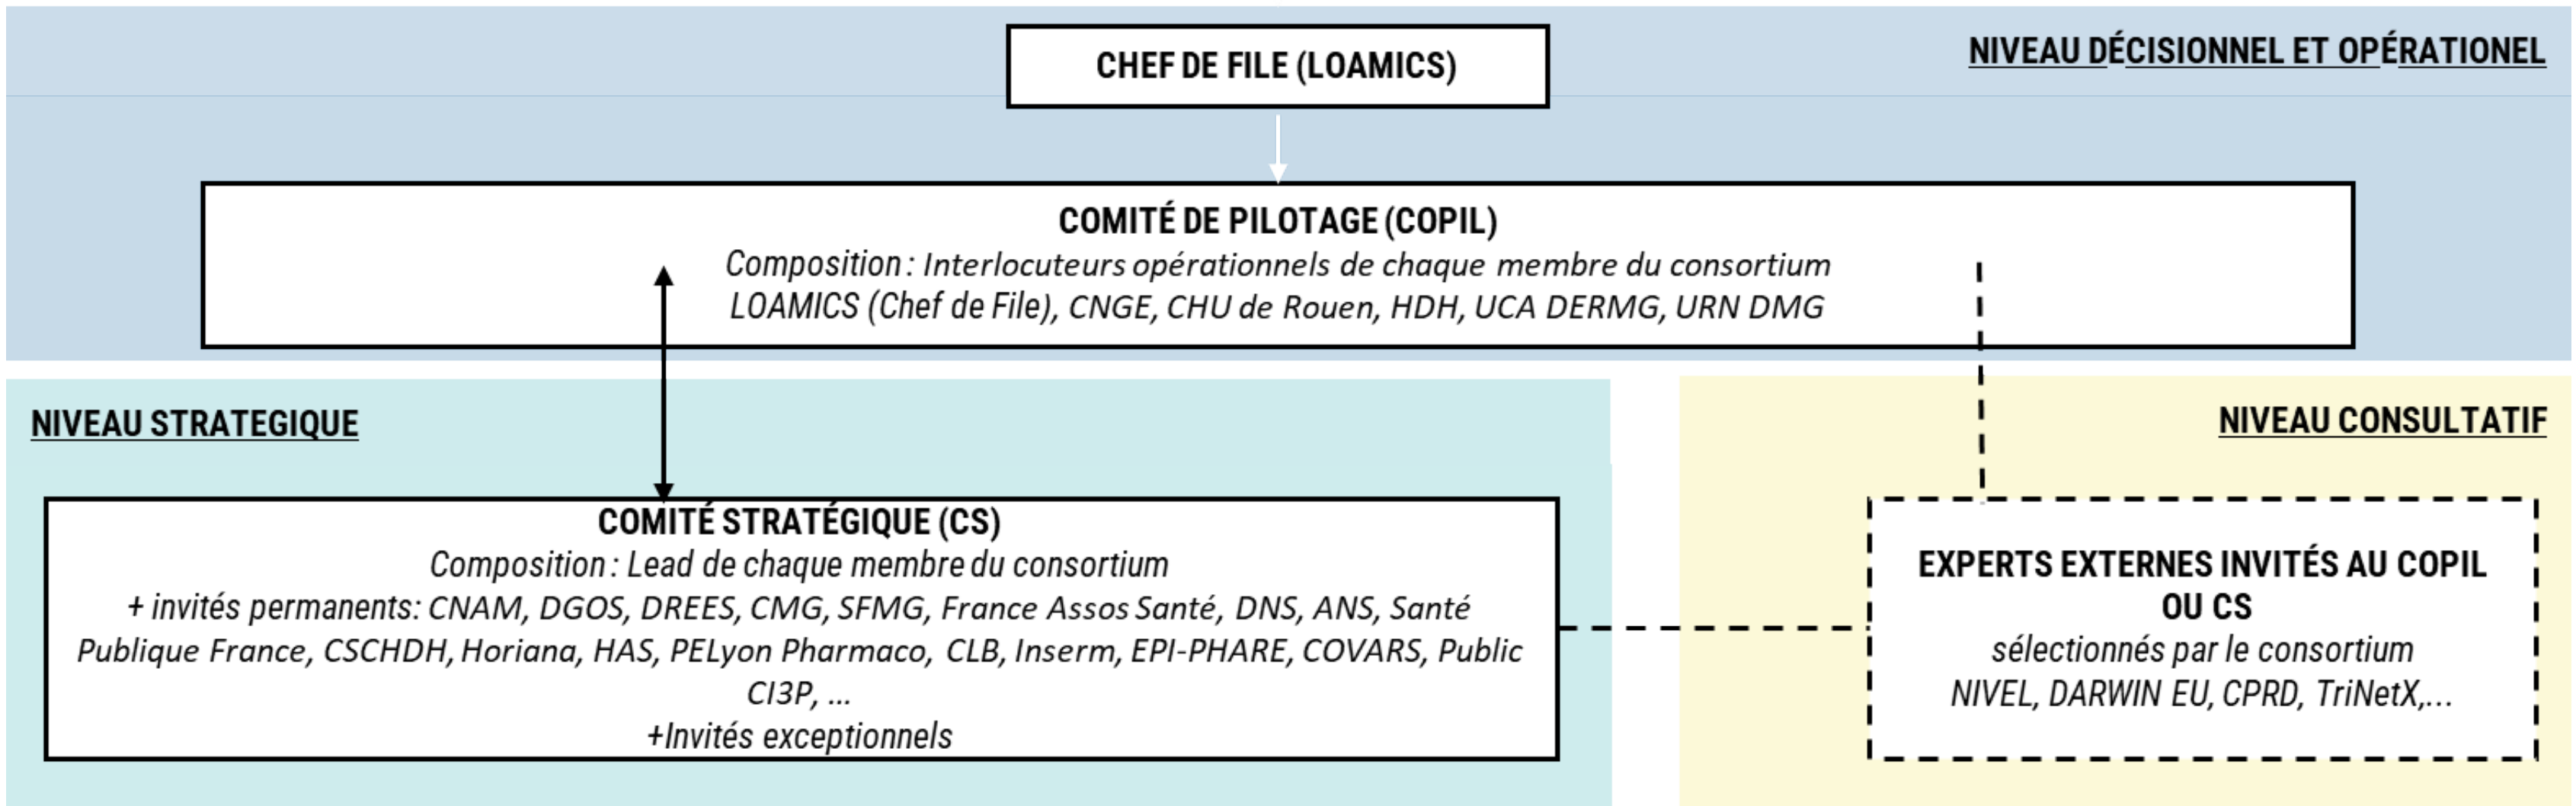 CHEF DE FILE (LOAMICS)
NIVEAU DÉCISIONNEL ET OPÉRATIONEL
COMITÉ DE PILOTAGE (COPIL)
Composition : Interlocuteurs opérationnels de chaque membre du consortium
LOAMICS (Chef de File), CNGE, CHU de Rouen, HDH, UCA DERMG, URN DMG
NIVEAU STRATEGIQUE
COMITÉ STRATÉGIQUE (CS)
Composition : Lead de chaque membre du consortium
+ invités permanents: CNAM, DGOS, DREES, CMG, SFMG, France Assos Santé, DNS, ANS, Santé
Publique France, CSCHDH, Horiana, HAS, PELyon Pharmaco, CLB, Inserm, EPI-PHARE, COVARS, Public
CI3P, ...
+Invités exceptionnels
NIVEAU CONSULTATIF
EXPERTS EXTERNES INVITÉS AU COPIL
OU CS
sélectionnés par le consortium
NIVEL, DARWIN EU, CPRD, TriNetX,...